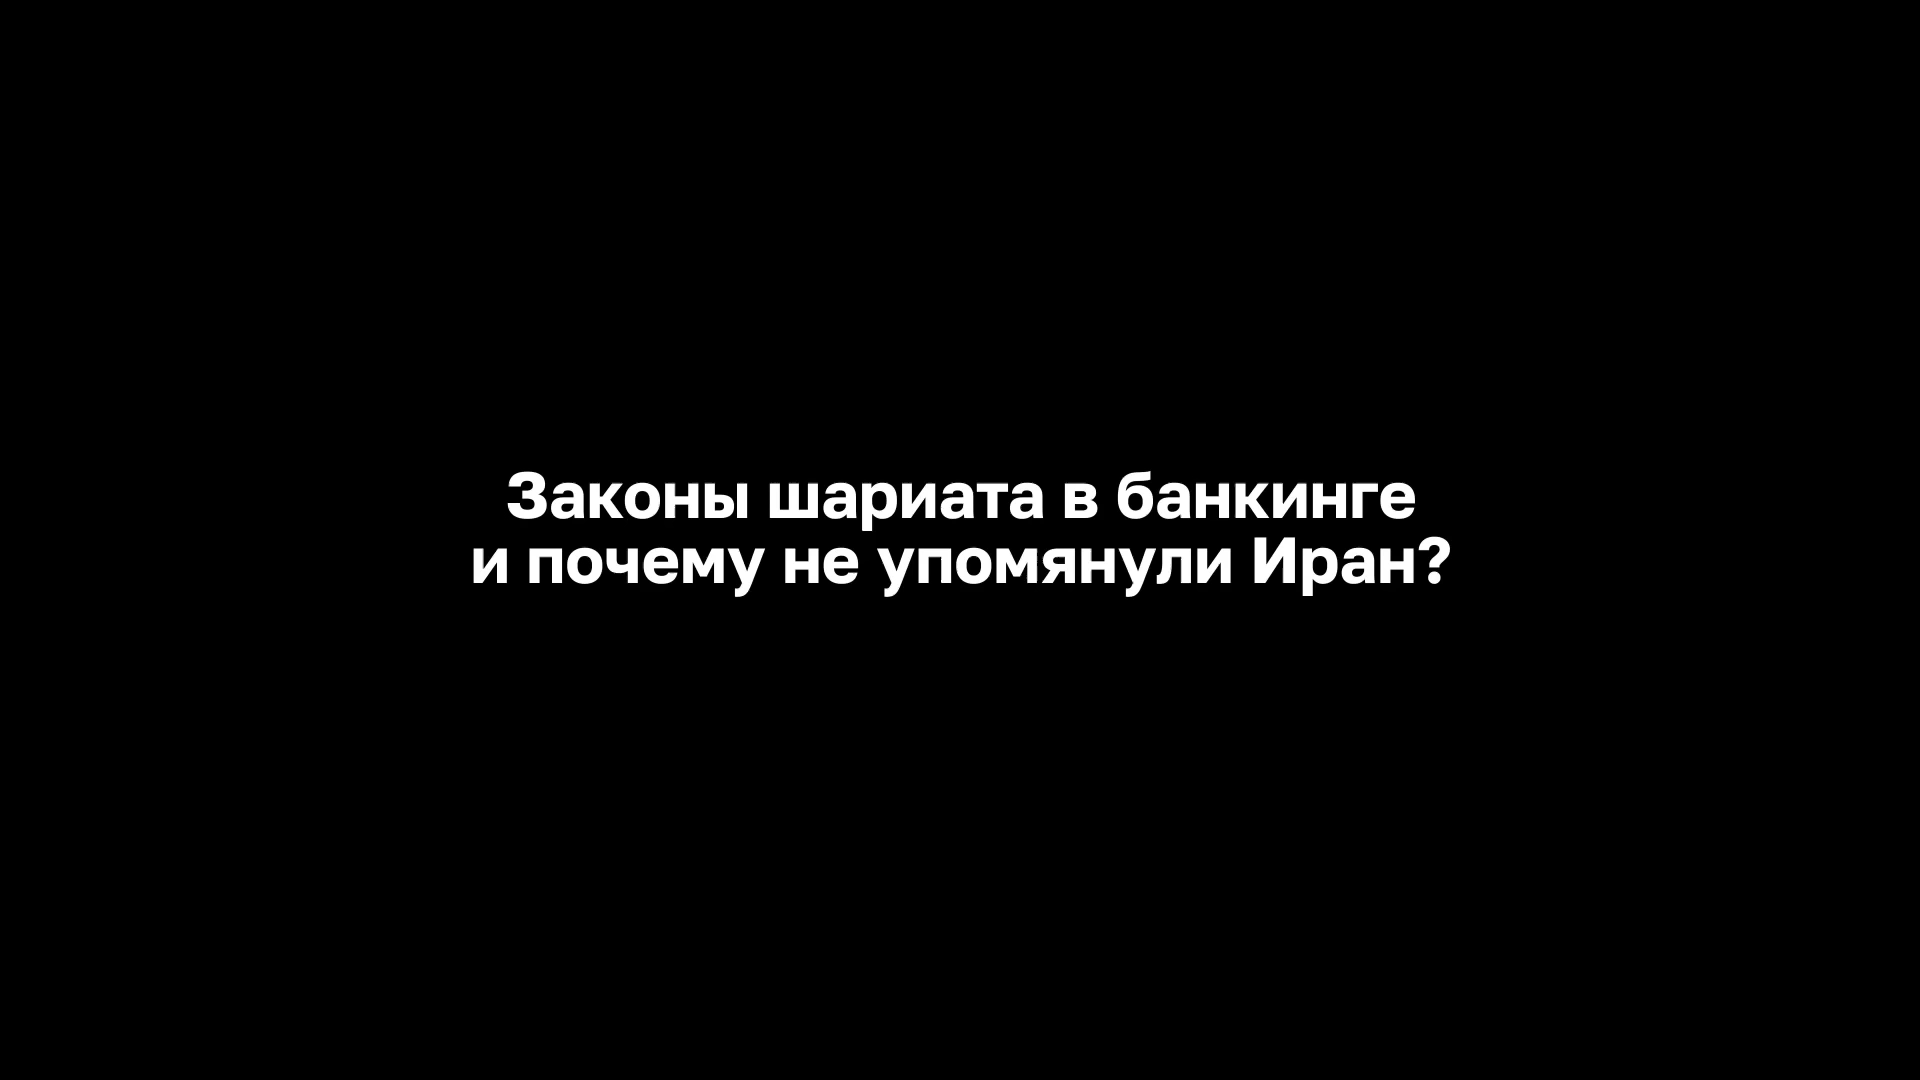 Законы шариата в банкинге
и почему не упомянули Иран?